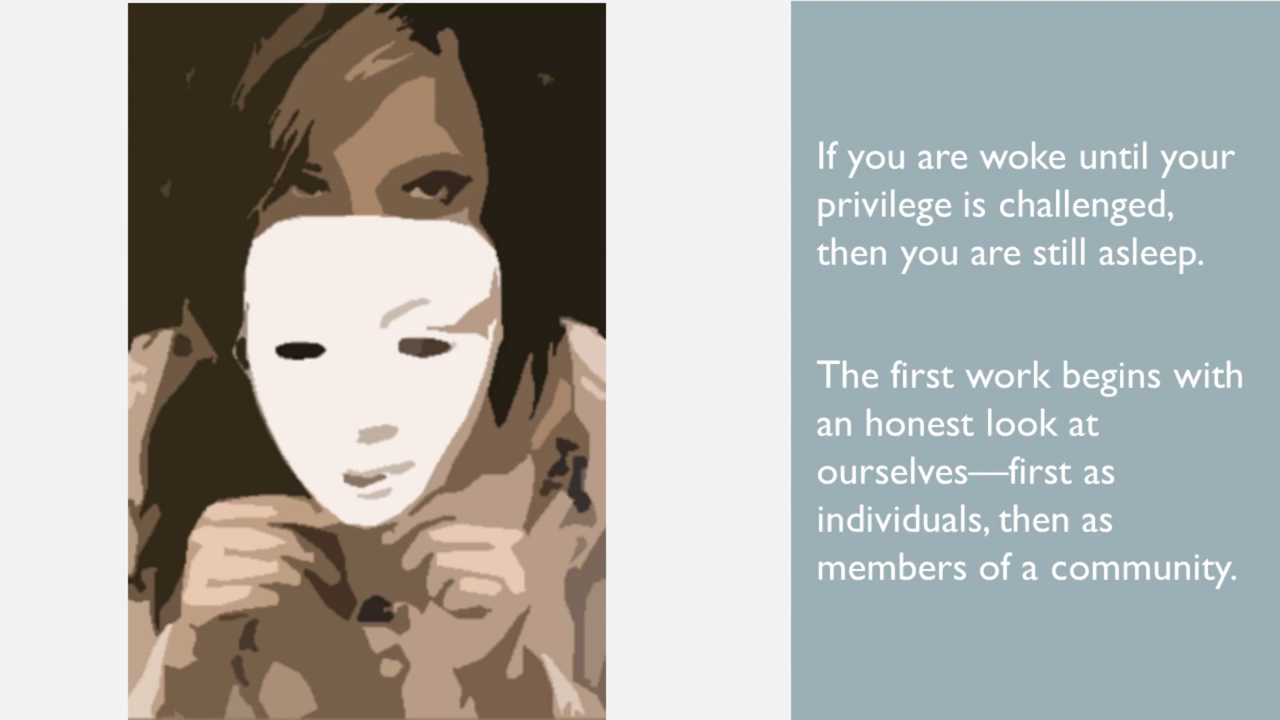 If you are woke until your
privilege is challenged,
then you are still asleep.
The first work begins with
an honest look at
ourselves—first as
individuals, then as
members of a community.